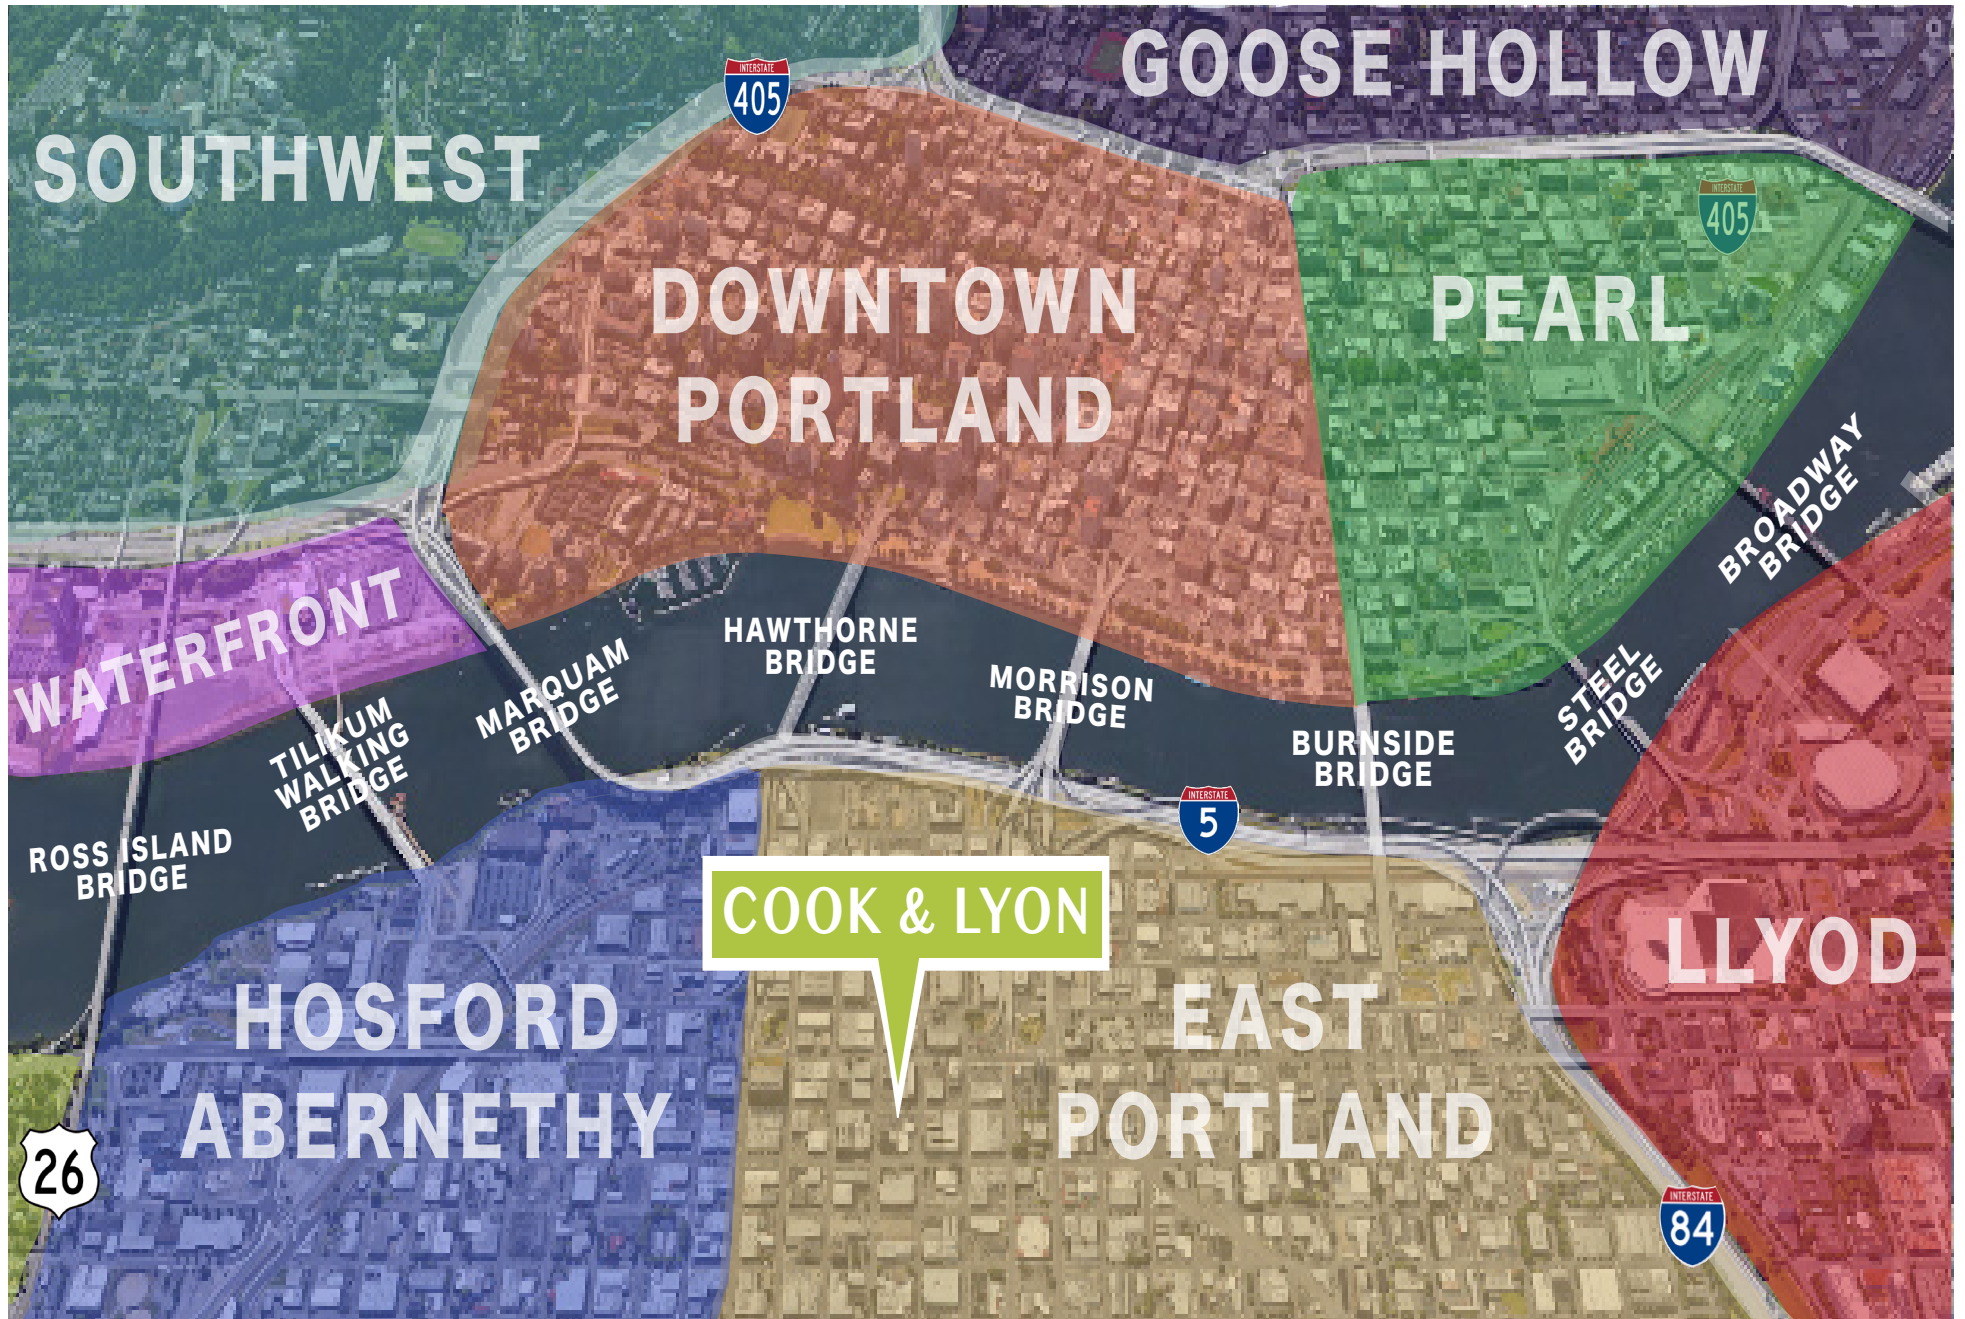 GOOSE HOLLOW
INTERSTATE
405
SOUTHWEST
INTERSTATE
405
DOWNTOWN
PORTLAND
PEARL
BROADWAY
BRIDGE
WATERFRONT
HAWTHORNE
BRIDGE
MARQUAM
BRIDGE
MORRISON
BRIDGE
STEEL
BRIDGE
TILIKUM
WALKING
BRIDGE
BURNSIDE
BRIDGE
INTERSTATE
5
ROSS ISLAND
BRIDGE
COOK & LYON
LLYOD
HOSFORD
ABERNETHY
EAST
PORTLAND
26
INTERSTATE
84